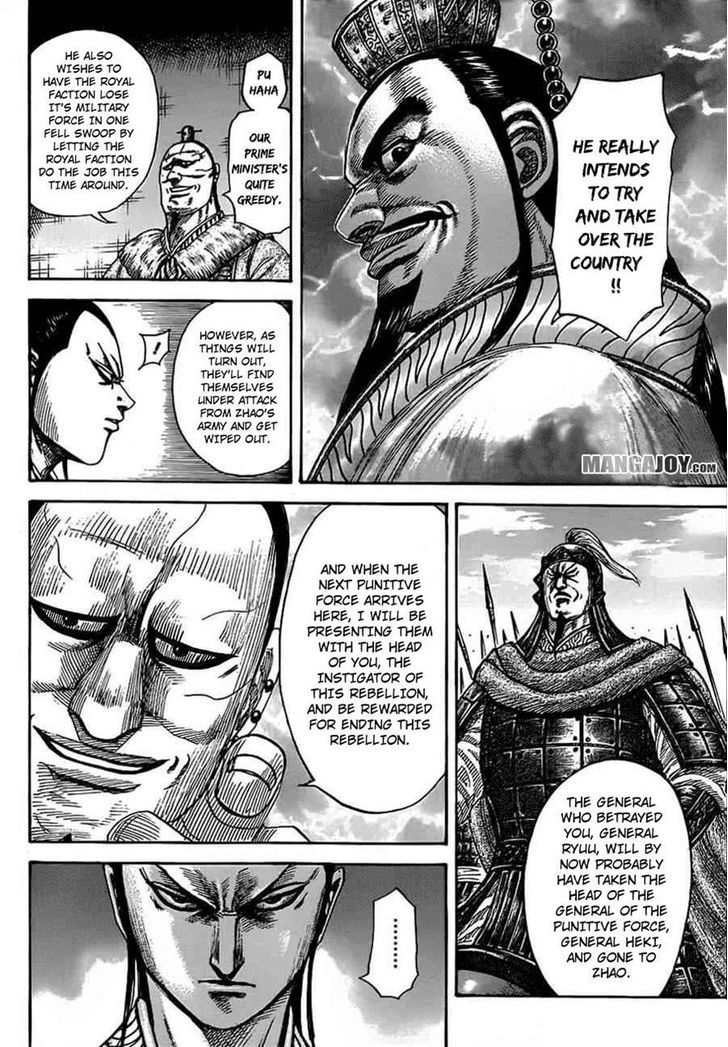 HE REALLY
INTENDS
TO TRY
AND TAKE
OVER THE
COUNTRY
!!
PU
HAHA
OUR
PRIME
MINISTER'S
QUITE
GREEDY.
HE ALSO
WISHES TO
HAVE THE ROYAL
FACTION LOSE
IT'S MILITARY
FORCE IN ONE
FELL SWOOP BY
LETTING THE
ROYAL FACTION
DO THE JOB THIS
TIME AROUND.
HOWEVER, AS
THINGS WILL
TURN OUT,
THEY'LL FIND
THEMSELVES
UNDER ATTACK
FROM ZHAO'S
ARMY AND GET
WIPED OUT.
!
MANGAJOY.COM
THE GENERAL
WHO BETRAYED
YOU, GENERAL
RYUU, WILL BY
NOW PROBABLY
HAVE TAKEN THE
HEAD OF THE
GENERAL OF THE
PUNITIVE FORCE,
GENERAL HEKI,
AND GONE TO
ZHAO.
AND WHEN THE
NEXT PUNITIVE
FORCE ARRIVES
HERE, I WILL BE
PRESENTING THEM
WITH THE HEAD
OF YOU, THE
INSTIGATOR OF
THIS REBELLION,
AND BE REWARDED
FOR ENDING THIS
REBELLION.
.........